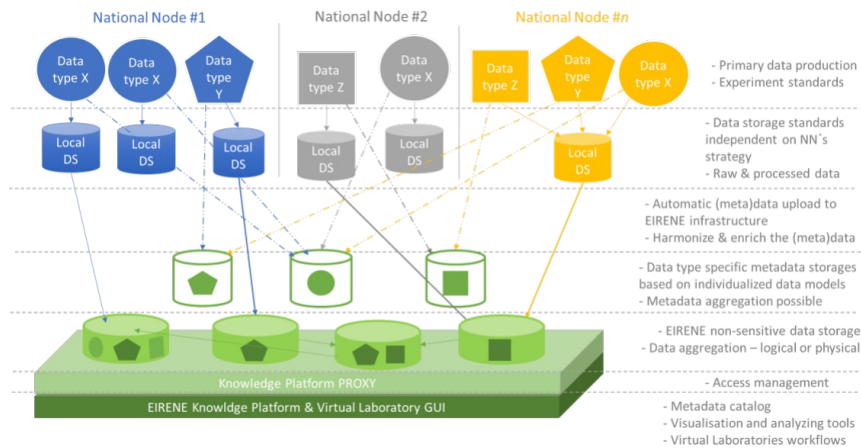 National Node #1
National Node #2
National Node #n
Data
type X
Data
type X
Data
type
Y
Data
type Z
Data
type X
Data
type Z
Data
type
Y
Data
type X
- Primary data production
- Experiment standards
Local
DS
Local
DS
Local
DS
Local
DS
Local
DS
Local
DS
- Data storage standards
independent on NN´s
strategy
- Raw & processed data
- Automatic (meta)data upload to
EIRENE infrastructure
- Harmonize & enrich the (meta)data
- Data type specific metadata storages
based on individualized data models
- Metadata aggregation possible
- EIRENE non-sensitive data storage
- Data aggregation – logical or physical
Knowledge Platform PROXY
- Access management
EIRENE Knowldge Platform & Virtual Laboratory GUI
- Metadata catalog
- Visualisation and analyzing tools
- Virtual Laboratories workflows